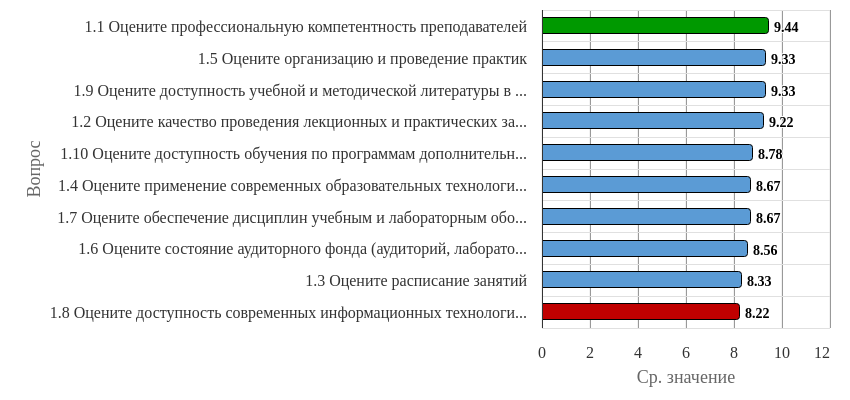 1.1 Оцените профессиональную компетентность преподавателей 9.44
1.5 Оцените организацию и проведение практик 9.33
1.9 Оцените доступность учебной и методической литературы в ... 9.33
1.2 Оцените качество проведения лекционных и практических за... 9.22
1.10 Оцените доступность обучения по программам дополнительн... 8.78
1.4 Оцените применение современных образовательных технологи... 8.67
1.7 Оцените обеспечение дисциплин учебным и лабораторным обо... 8.67
1.6 Оцените состояние аудиторного фонда (аудиторий, лаборато... 8.56
1.3 Оцените расписание занятий 8.33
1.8 Оцените доступность современных информационных технологи... 8.22
Вопрос
0 2 4 6 8 10 12
Ср. значение